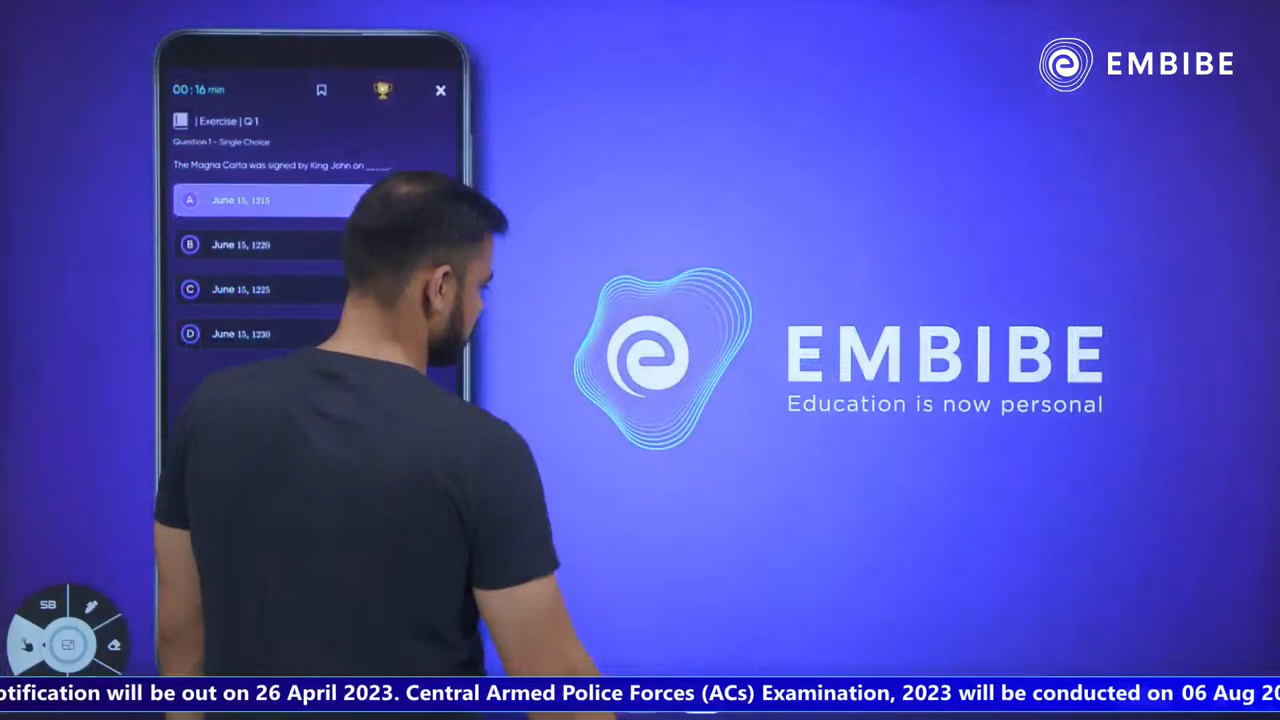 EMBIBE
00:16 min
| Exercise | Q 1
Question 1 - Single Choice
The Magna Carta was signed by King John on _____.
A June 15, 1215
B June 15, 1220
C June 15, 1225
D June 15, 1230
EMBIBE
Education is now personal
SB
otification will be out on 26 April 2023. Central Armed Police Forces (ACs) Examination, 2023 will be conducted on 06 Aug 20